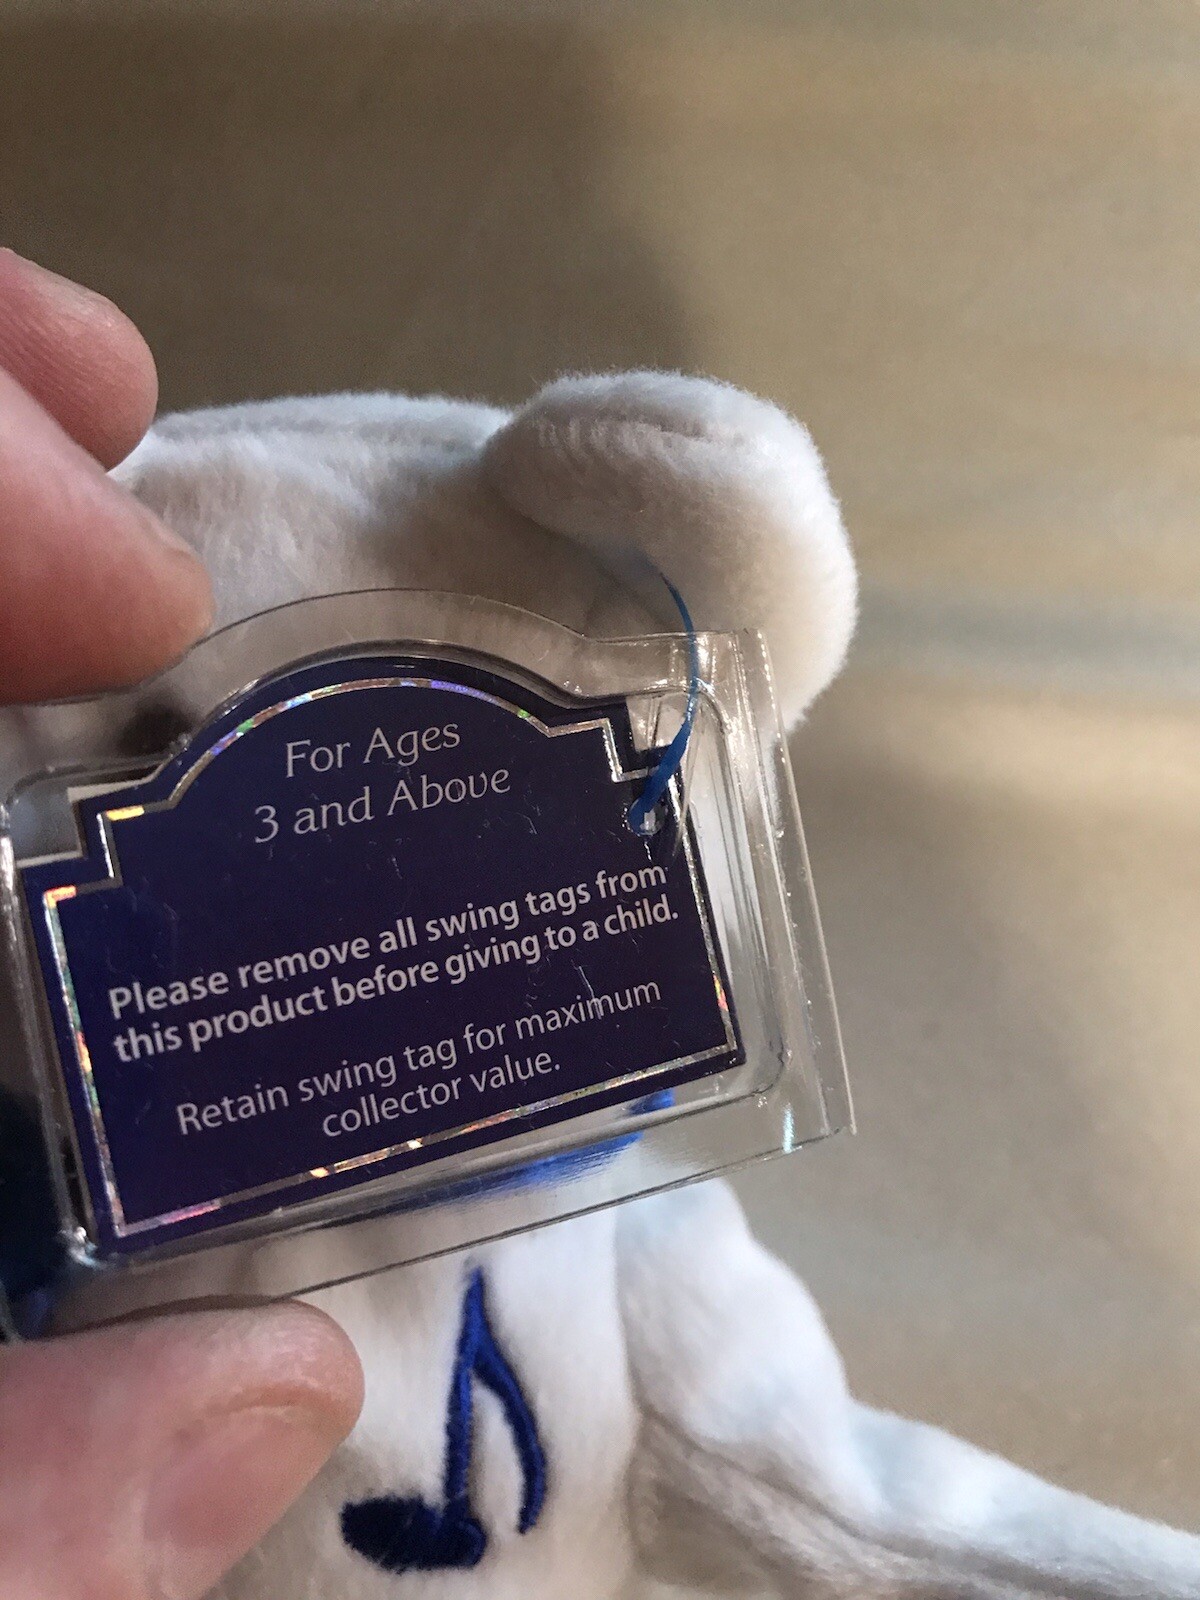 For Ages
3 and Above
Please remove all swing tags from
this product before giving to a child.
Retain swing tag for maximum
collector value.